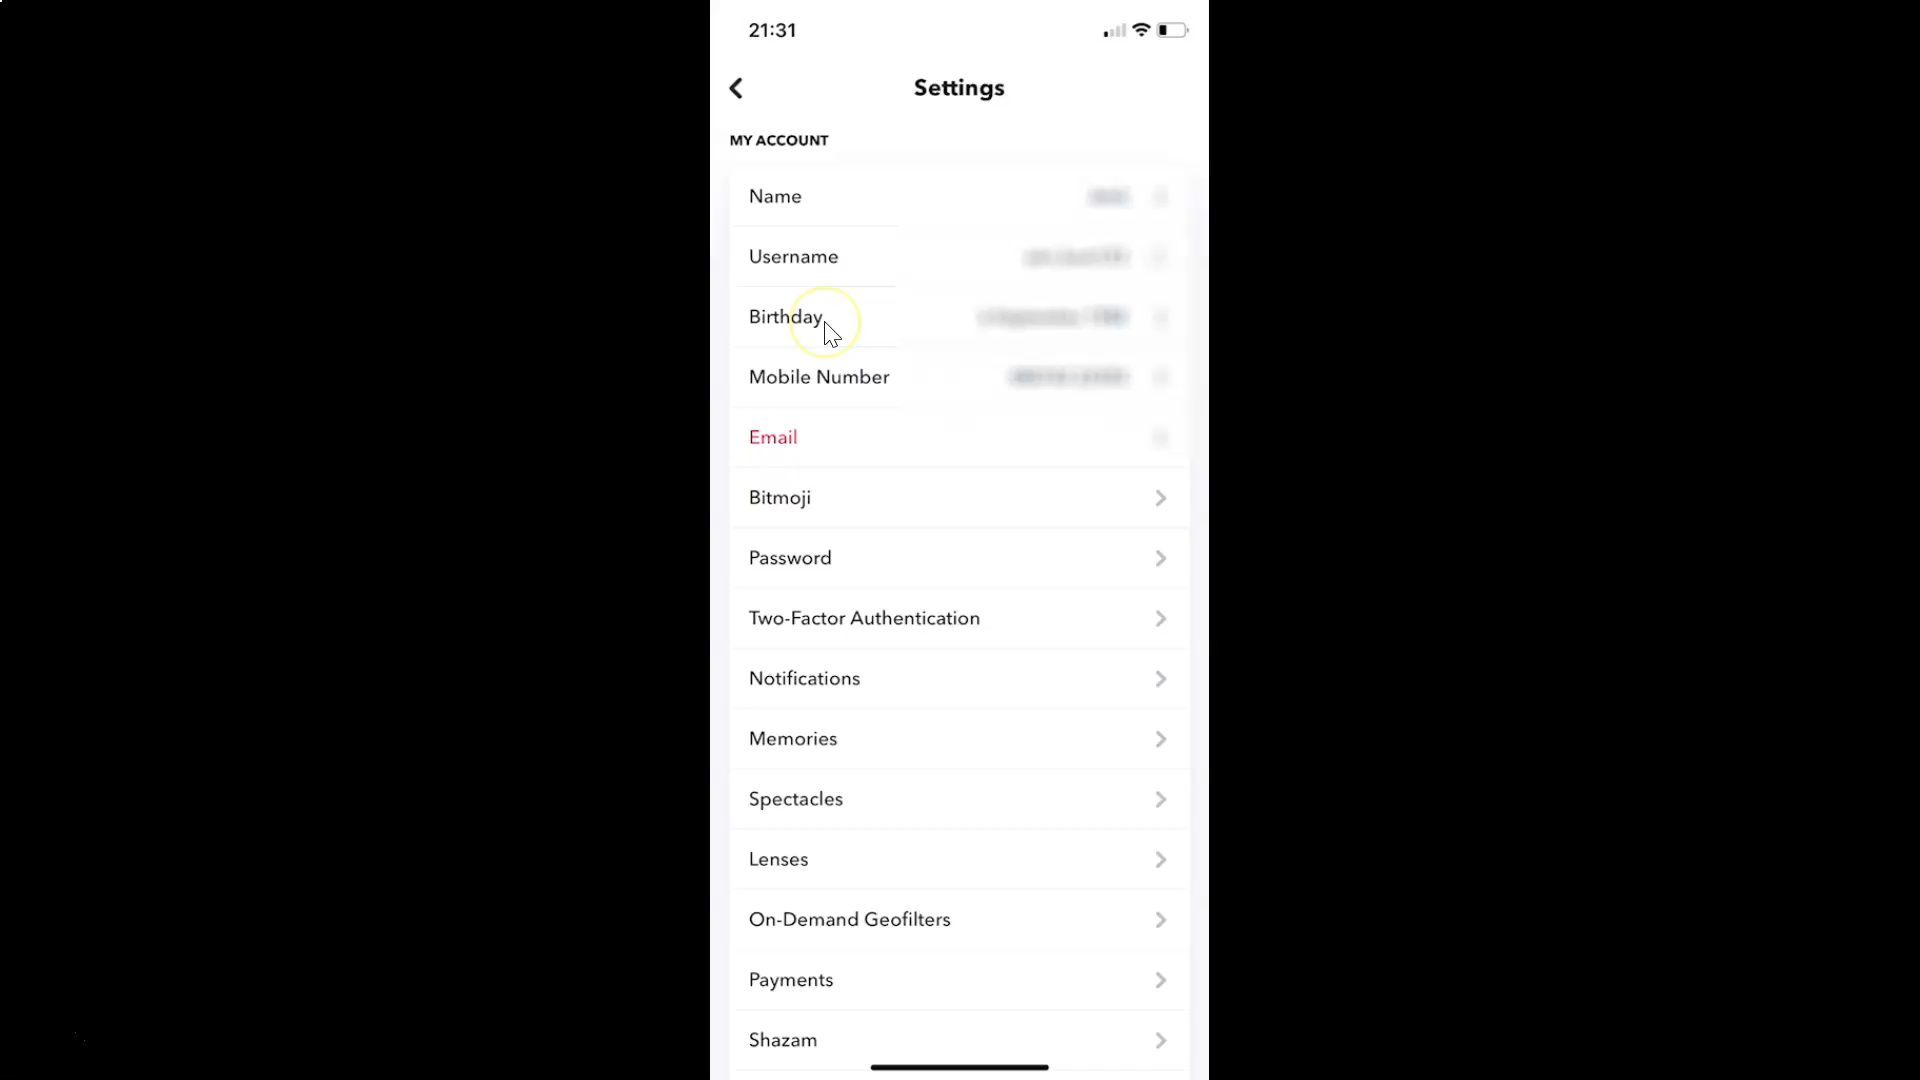 21:31
Settings
MY ACCOUNT
Name
Username
Birthday
Mobile Number
Email
Bitmoji
Password
Two-Factor Authentication
Notifications
Memories
Spectacles
Lenses
On-Demand Geofilters
Payments
Shazam